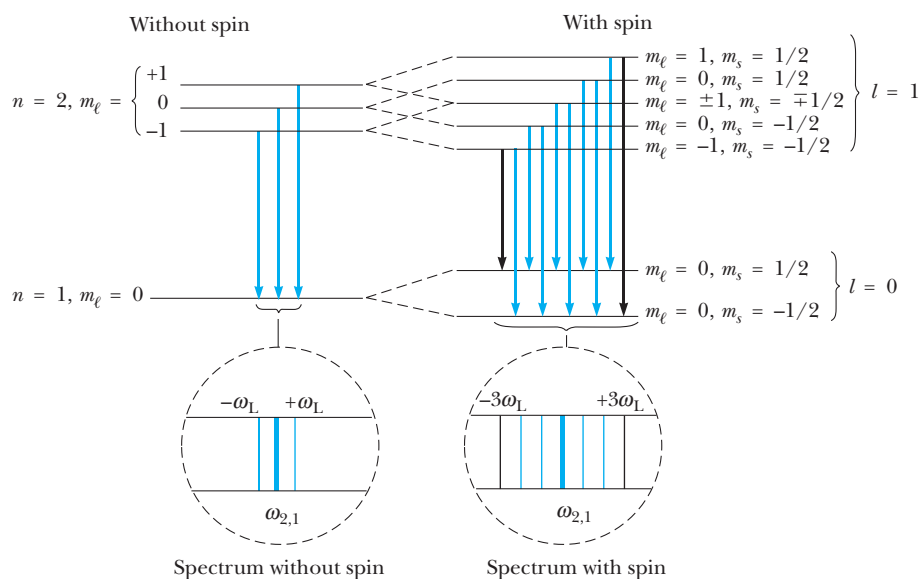 Without spin
With spin
n = 2, mℓ =
+1
0
−1
mℓ = 1, ms = 1/2
mℓ = 0, ms = 1/2
mℓ = ±1, ms = ∓1/2
mℓ = 0, ms = −1/2
mℓ = −1, ms = −1/2
l = 1
n = 1, mℓ = 0
mℓ = 0, ms = 1/2
mℓ = 0, ms = −1/2
l = 0
−ωL +ωL
ω2,1
−3ωL +3ωL
ω2,1
Spectrum without spin
Spectrum with spin